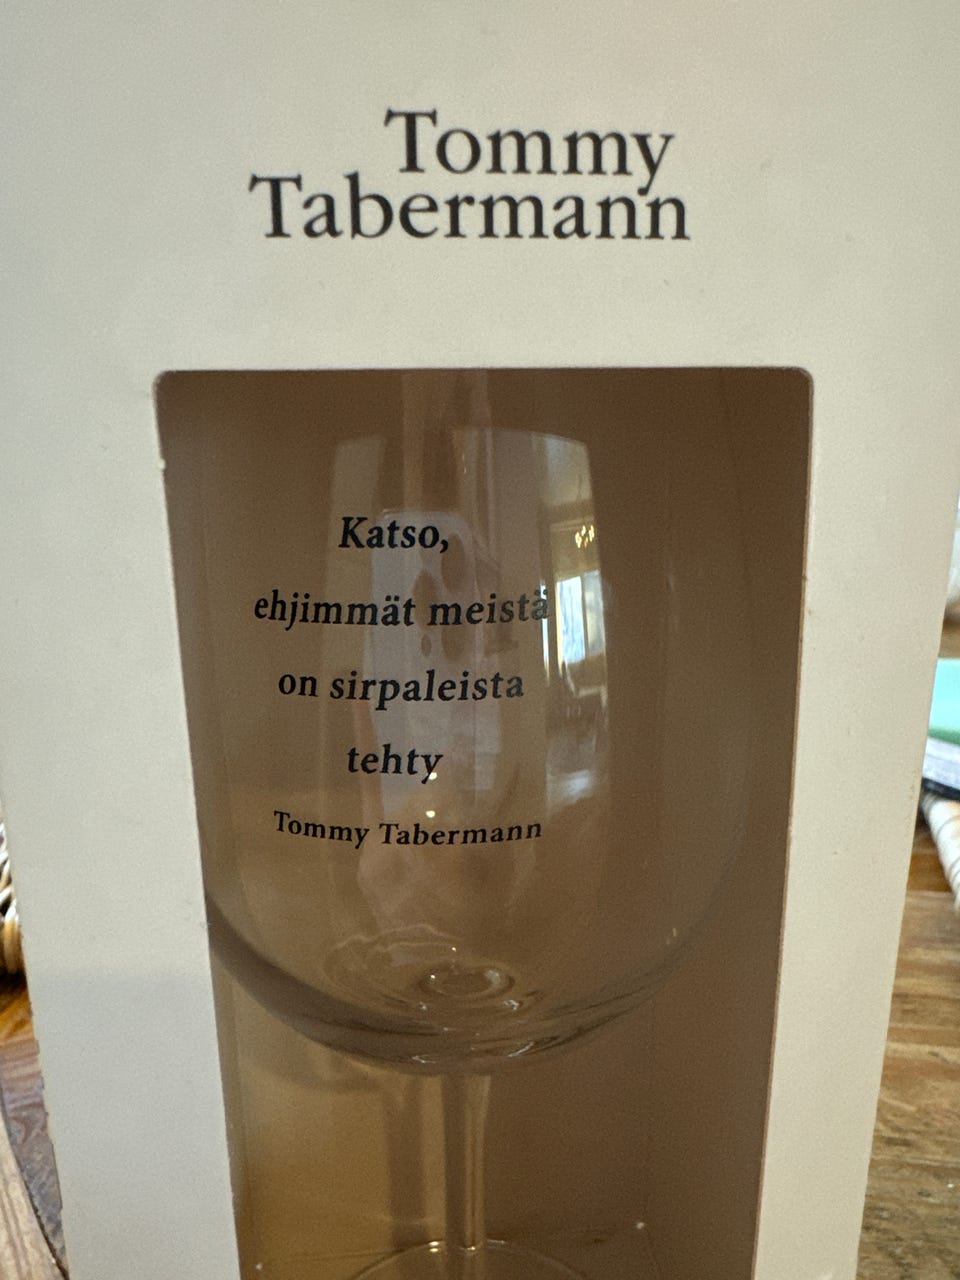 Tommy
Tabermann
Katso,
ehjimmät meistä
on sirpaleista
tehty
Tommy Tabermann